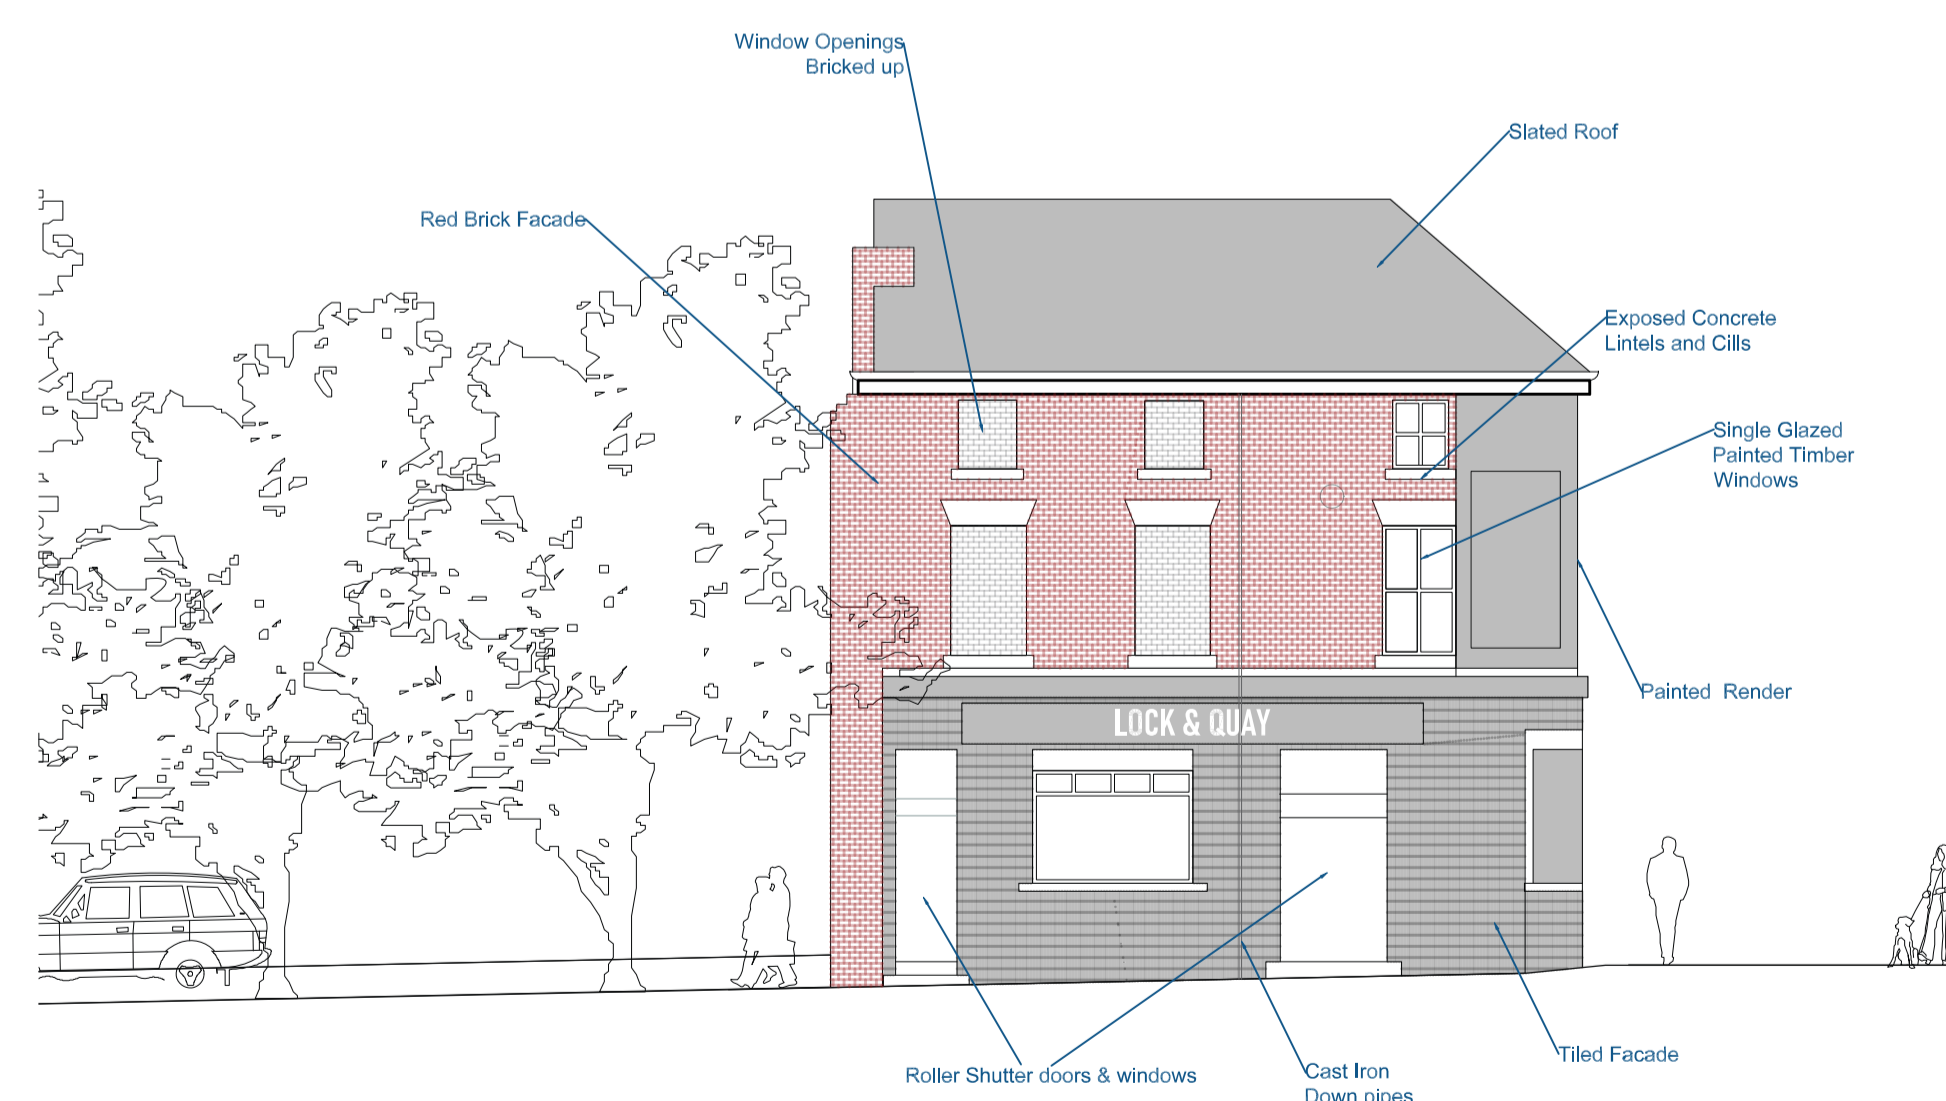 Window Openings
Bricked up
Slated Roof
Red Brick Facade
Exposed Concrete
Lintels and Cills
Single Glazed
Painted Timber
Windows
Painted Render
LOCK & QUAY
Tiled Facade
Roller Shutter doors & windows
Cast Iron
Down pipes